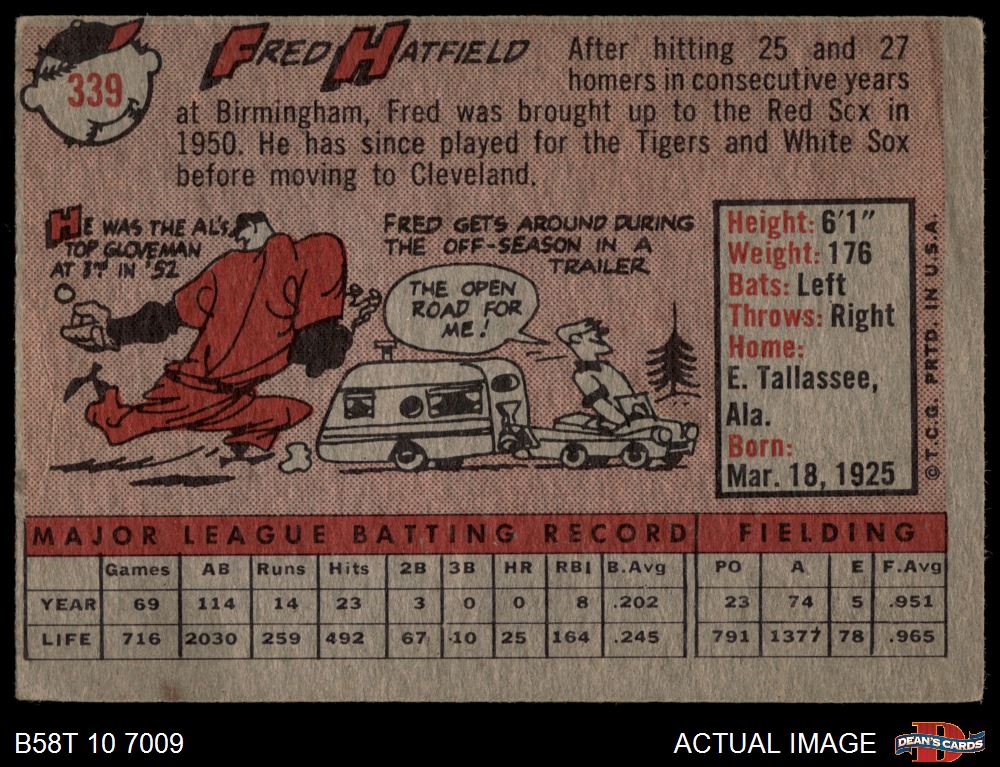 339
FRED HATFIELD
After hitting 25 and 27
homers in consecutive years
at Birmingham, Fred was brought up to the Red Sox in
1950. He has since played for the Tigers and White Sox
before moving to Cleveland.
HE WAS THE AL'S
TOP GLOVEMAN
AT 3RD IN '52
FRED GETS AROUND DURING
THE OFF-SEASON IN A
TRAILER
THE OPEN
ROAD FOR
ME!
Height: 6'1"
Weight: 176
Bats: Left
Throws: Right
Home:
E. Tallassee,
Ala.
Born:
Mar. 18, 1925
©T.C.G. PRTD. IN U.S.A.
MAJOR LEAGUE BATTING RECORD FIELDING
Games AB Runs Hits 2B 3B HR RBI B.Avg PO A E F.Avg
YEAR 69 114 14 23 3 0 0 8 .202 23 74 5 .951
LIFE 716 2030 259 492 67 10 25 164 .245 791 1377 78 .965
B58T 10 7009
ACTUAL IMAGE
D
DEAN'S CARDS